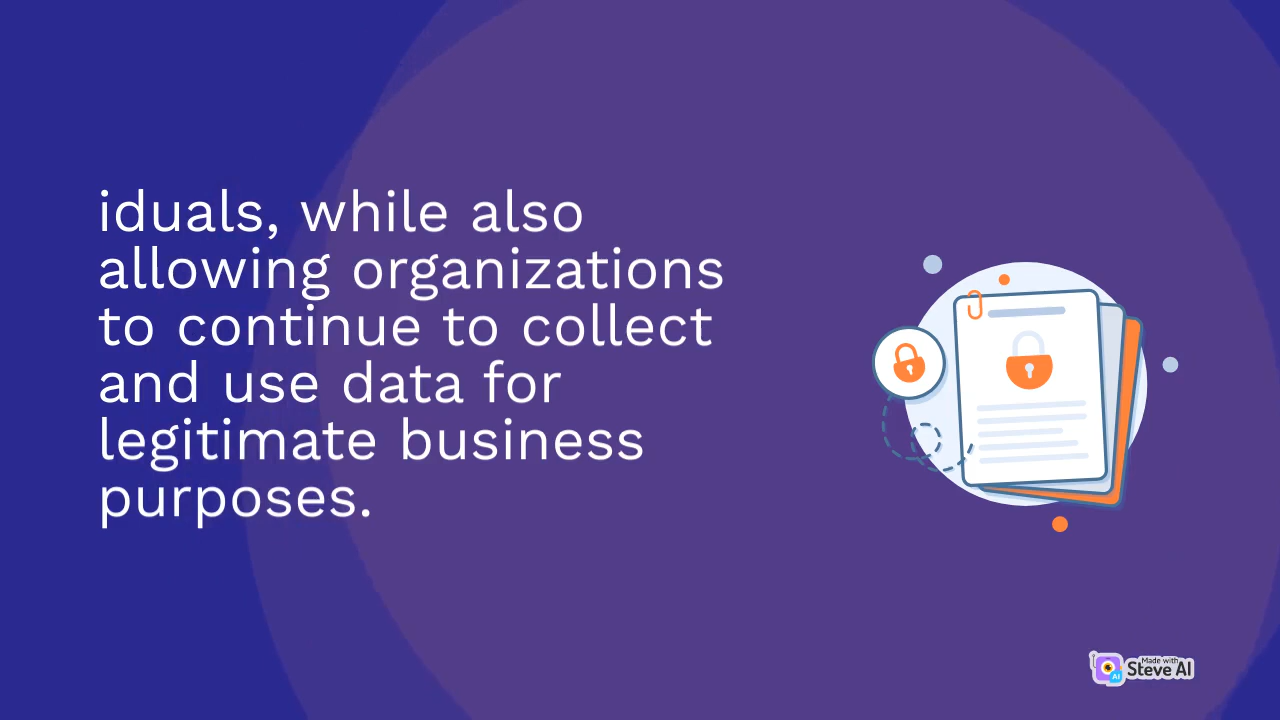 iduals, while also
allowing organizations
to continue to collect
and use data for
legitimate business
purposes.
Made with
Steve AI
AI